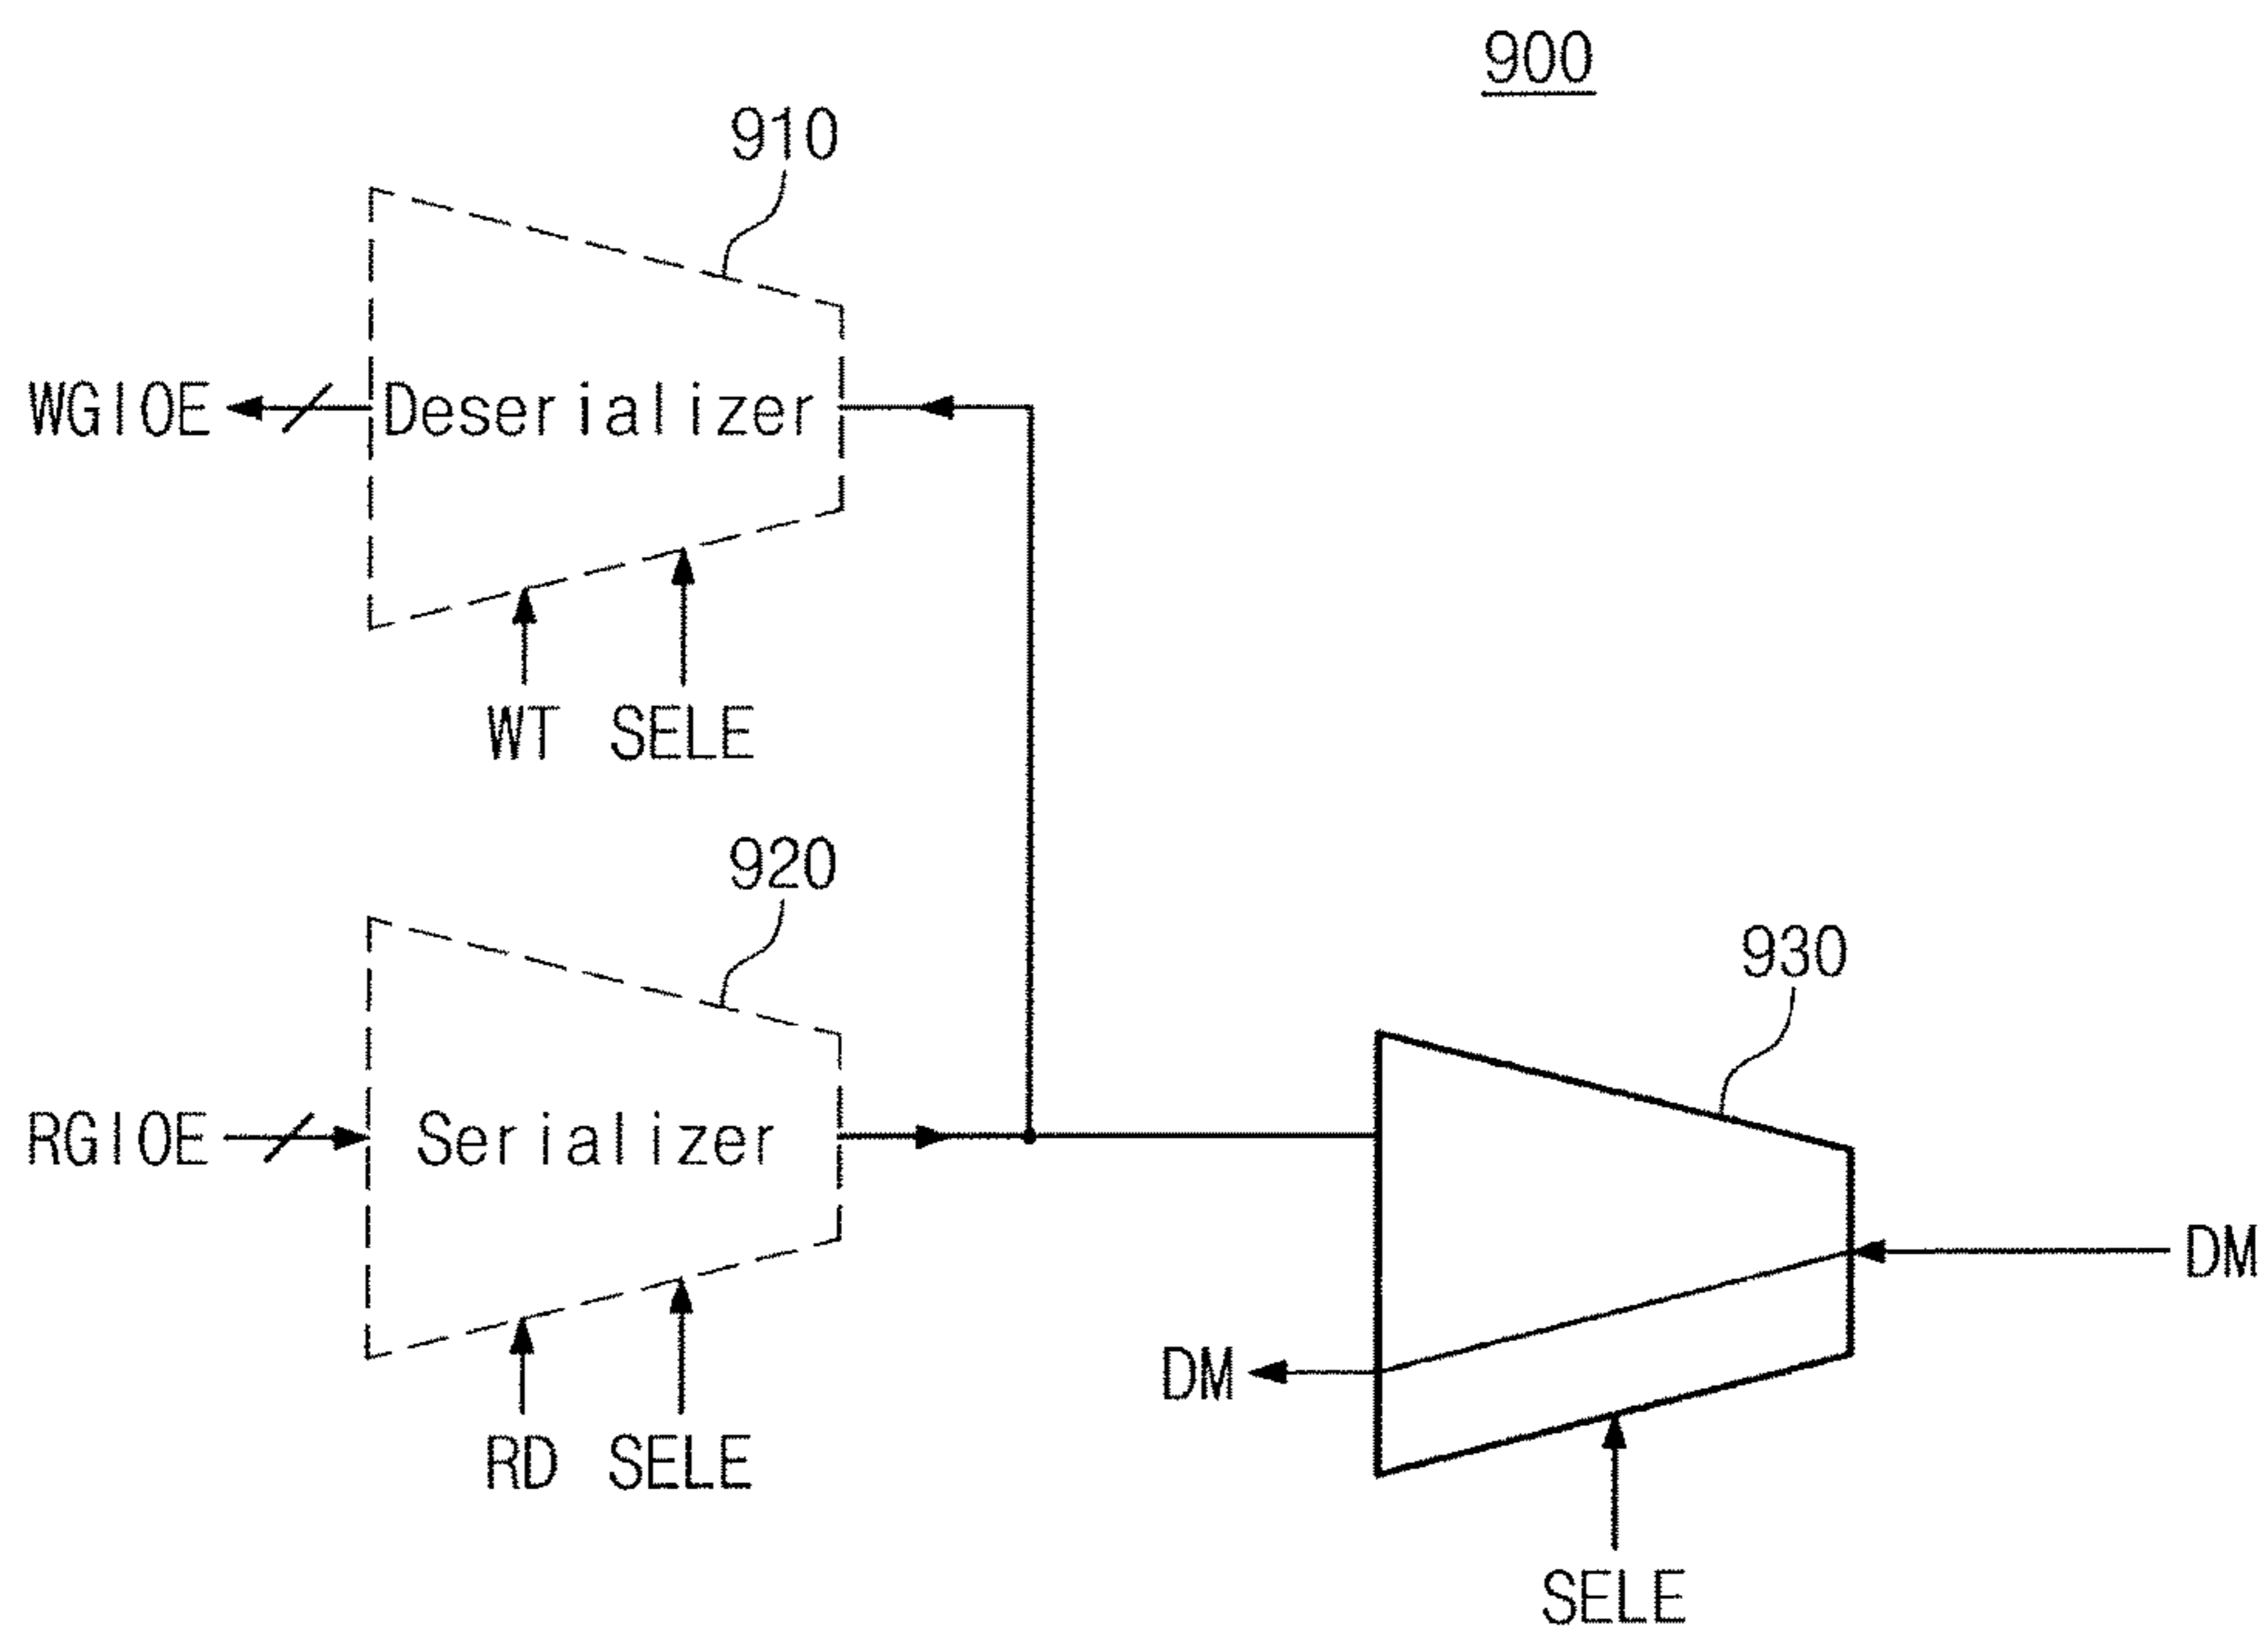 900
910
WGIOE
Deserializer
WT SELE
920
930
RGIOE
Serializer
DM
DM
RD SELE
SELE